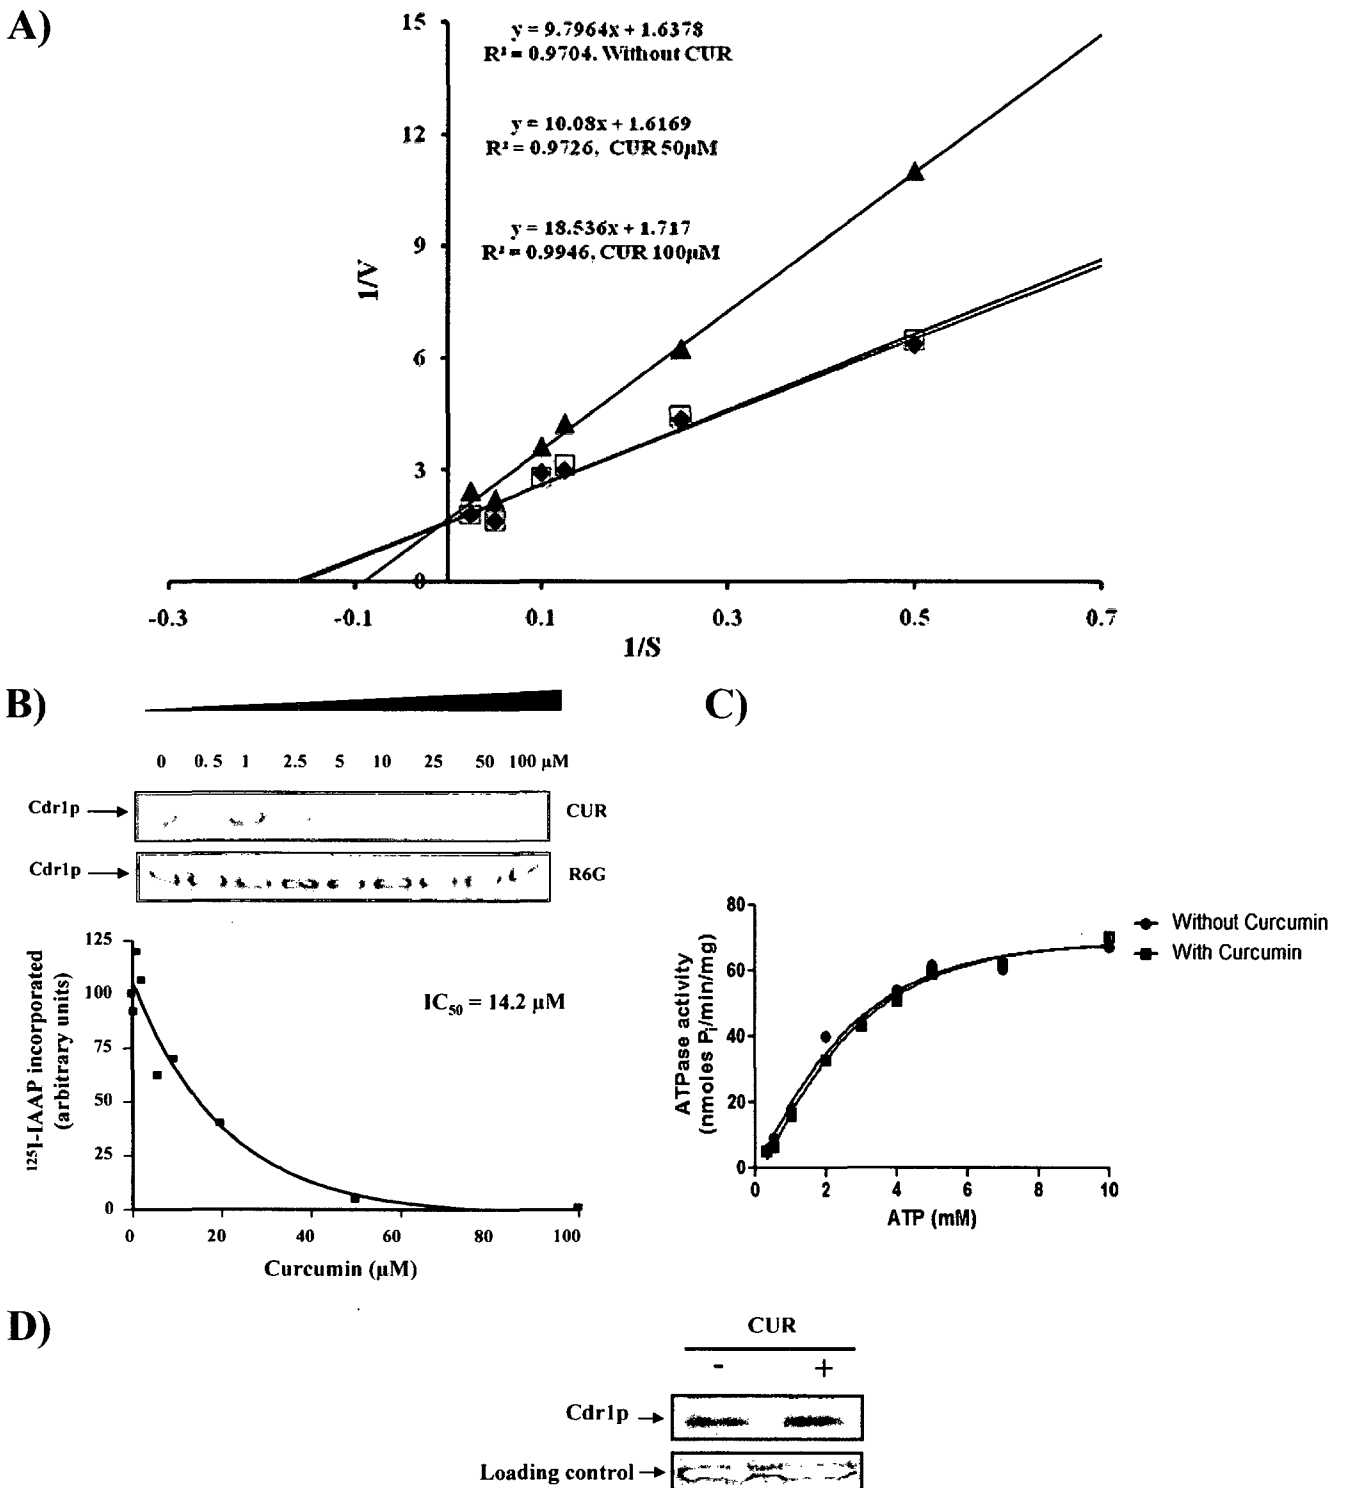 A)
15
y = 9.7964x + 1.6378
R² = 0.9704. Without CUR
12
y = 10.08x + 1.6169
R² = 0.9726, CUR 50µM
9
y = 18.536x + 1.717
R² = 0.9946, CUR 100µM
1/V
6
3
0
-0.3 -0.1 0.1 0.3 0.5 0.7
1/S
B)
0 0.5 1 2.5 5 10 25 50 100 µM
Cdr1p CUR
Cdr1p R6G
125
100
75
50
25
0
IC₅₀ = 14.2 µM
¹²⁵I-IAAP incorporated
(arbitrary units)
0 20 40 60 80 100
Curcumin (µM)
C)
80
60
40
20
0
Without Curcumin
With Curcumin
ATPase activity
(nmoles Pᵢ/min/mg)
0 2 4 6 8 10
ATP (mM)
D)
CUR
- +
Cdr1p
Loading control